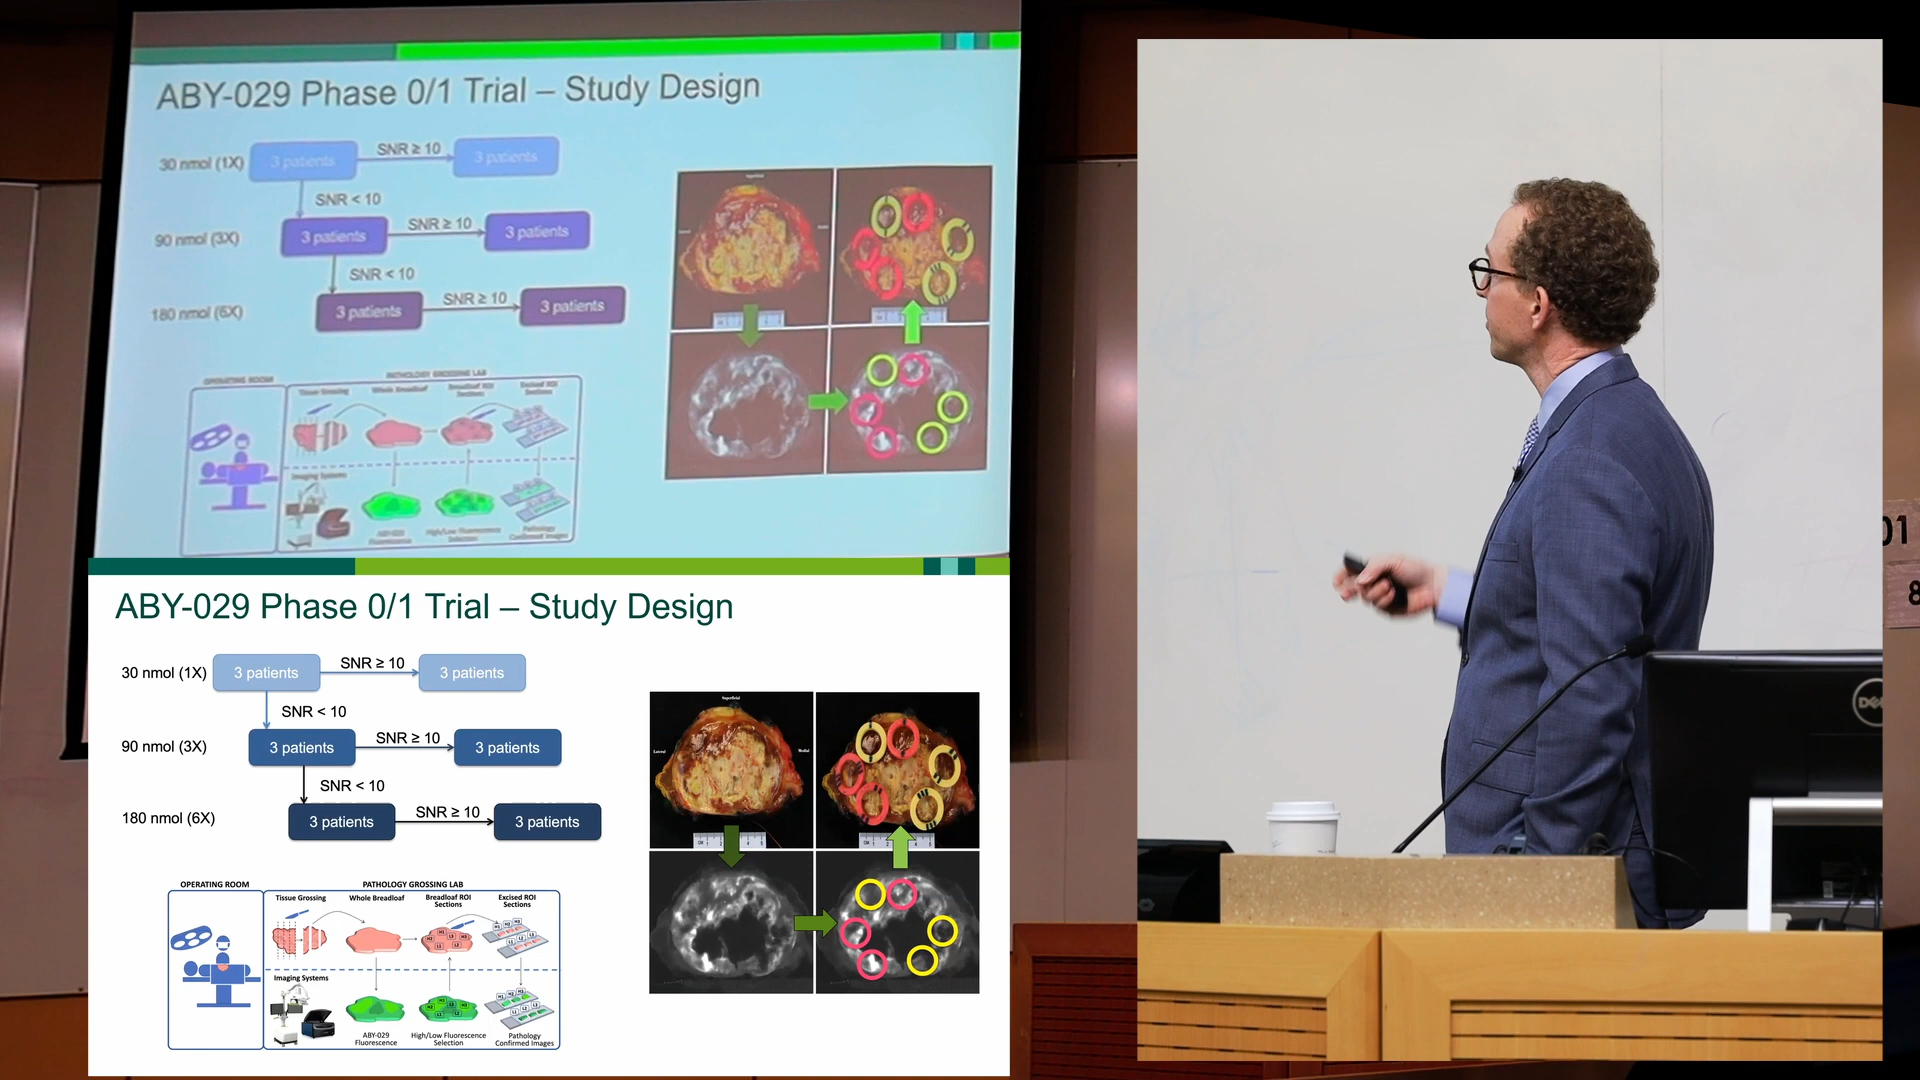 ABY-029 Phase 0/1 Trial – Study Design
30 nmol (1X) 3 patients SNR ≥ 10 3 patients
SNR < 10
90 nmol (3X) 3 patients SNR ≥ 10 3 patients
SNR < 10
180 nmol (6X) 3 patients SNR ≥ 10 3 patients
OPERATING ROOM PATHOLOGY GROSSING LAB
Tissue Grossing Whole Breadloaf Breadloaf ROI Sections Excised ROI Sections
Imaging Systems
ABY-029 Fluorescence High/Low Fluorescence Selection Pathology Confirmed Images
ABY-029 Phase 0/1 Trial – Study Design
30 nmol (1X) 3 patients SNR ≥ 10 3 patients
SNR < 10
90 nmol (3X) 3 patients SNR ≥ 10 3 patients
SNR < 10
180 nmol (6X) 3 patients SNR ≥ 10 3 patients
Superficial
Lateral Medial
OPERATING ROOM PATHOLOGY GROSSING LAB
Tissue Grossing Whole Breadloaf Breadloaf ROI Sections Excised ROI Sections
Imaging Systems
ABY-029 Fluorescence High/Low Fluorescence Selection Pathology Confirmed Images
DELL
01
8